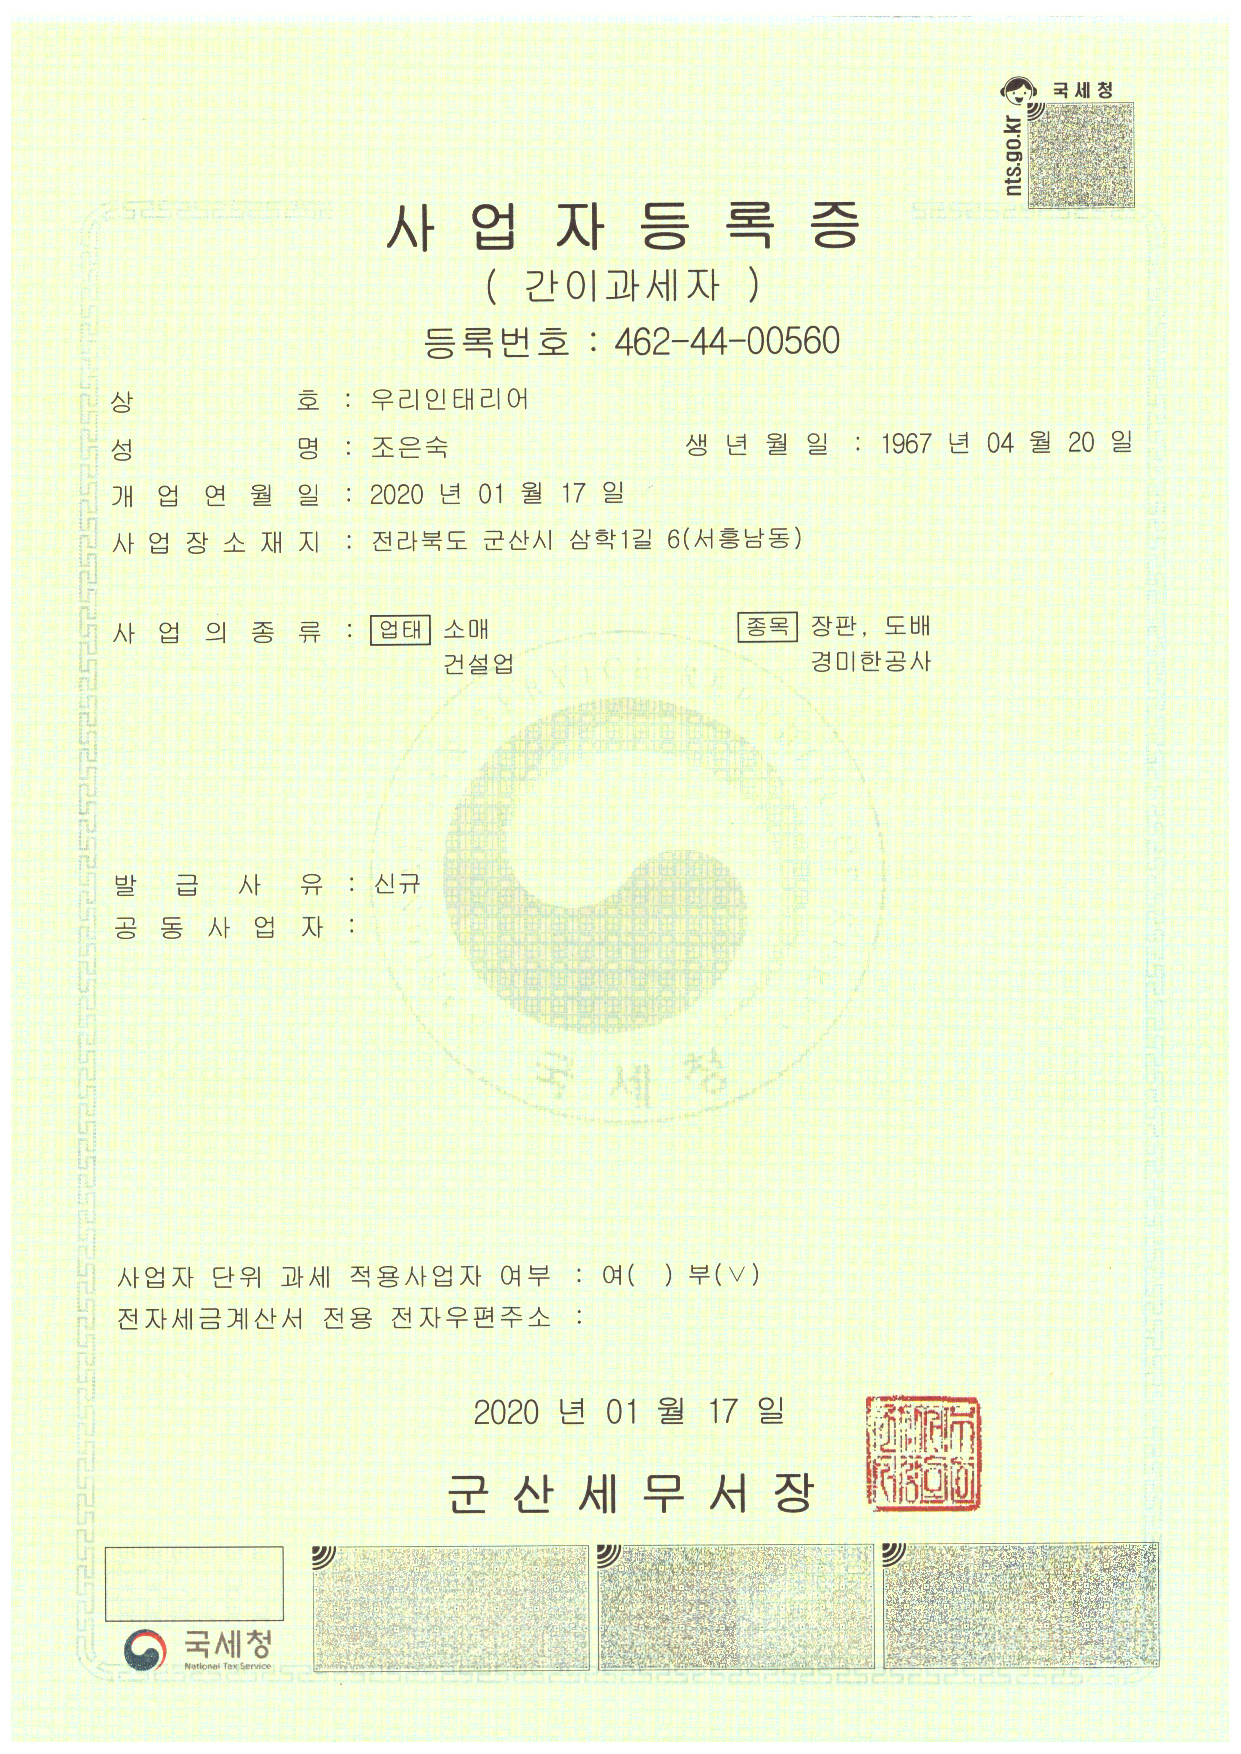 국세청
nts.go.kr
사업자등록증
( 간이과세자 )
등록번호 : 462-44-00560
상 호 : 우리인태리어
성 명 : 조은숙 생 년 월 일 : 1967 년 04 월 20 일
개 업 연 월 일 : 2020 년 01 월 17 일
사 업 장 소 재 지 : 전라북도 군산시 삼학1길 6(서흥남동)
사 업 의 종 류 : 업태 소매 종목 장판, 도배
건설업 경미한공사
발 급 사 유 : 신규
공 동 사 업 자 :
국세청
사업자 단위 과세 적용사업자 여부 : 여( ) 부(∨)
전자세금계산서 전용 전자우편주소 :
2020 년 01 월 17 일
군산세무서장
국세청
National Tax Service